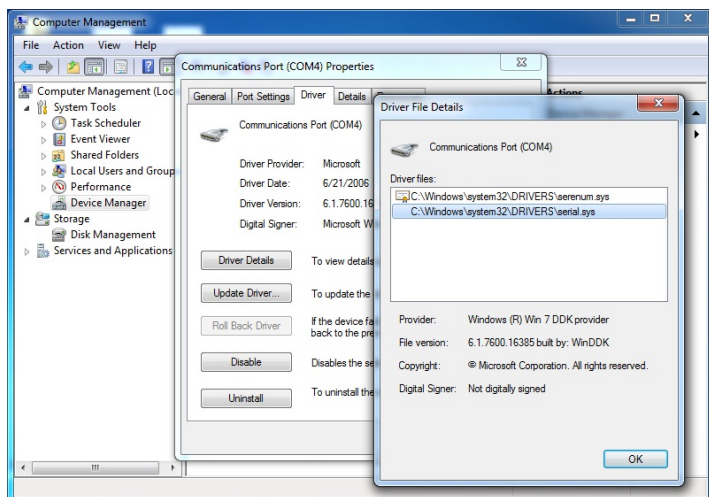 Computer Management
File Action View Help
Computer Management (Loc
System Tools
Task Scheduler
Event Viewer
Shared Folders
Local Users and Group
Performance
Device Manager
Storage
Disk Management
Services and Applications
Communications Port (COM4) Properties
General Port Settings Driver Details
Communications Port (COM4)
Driver Provider: Microsoft
Driver Date: 6/21/2006
Driver Version: 6.1.7600.16
Digital Signer: Microsoft W
Driver Details To view details
Update Driver... To update the
Roll Back Driver If the device fa
back to the pre
Disable Disables the se
Uninstall To uninstall the
Actions
Driver File Details
Communications Port (COM4)
Driver files:
C:\Windows\system32\DRIVERS\serenum.sys
C:\Windows\system32\DRIVERS\serial.sys
Provider: Windows (R) Win 7 DDK provider
File version: 6.1.7600.16385 built by: WinDDK
Copyright: © Microsoft Corporation. All rights reserved.
Digital Signer: Not digitally signed
OK